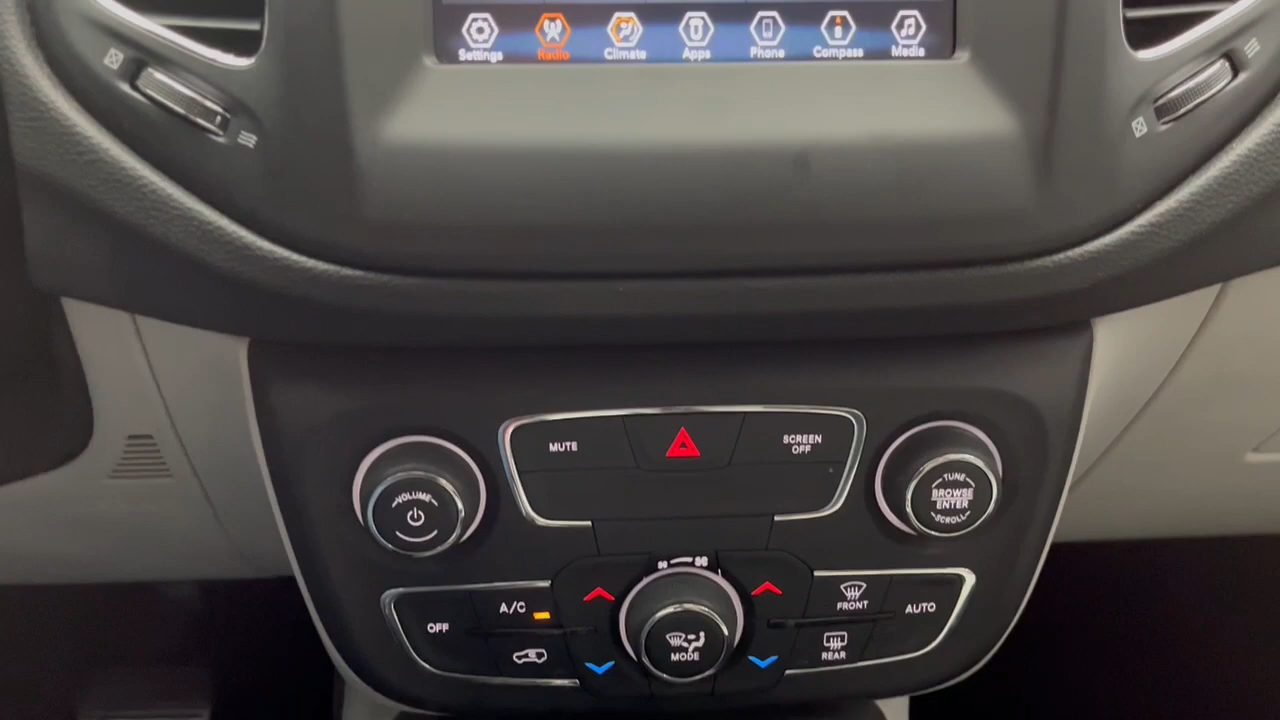 Settings
Radio
Climate
Apps
Phone
Compass
Media
MUTE
SCREEN
OFF
VOLUME
TUNE
BROWSE
ENTER
SCROLL
OFF
A/C
MODE
FRONT
REAR
AUTO